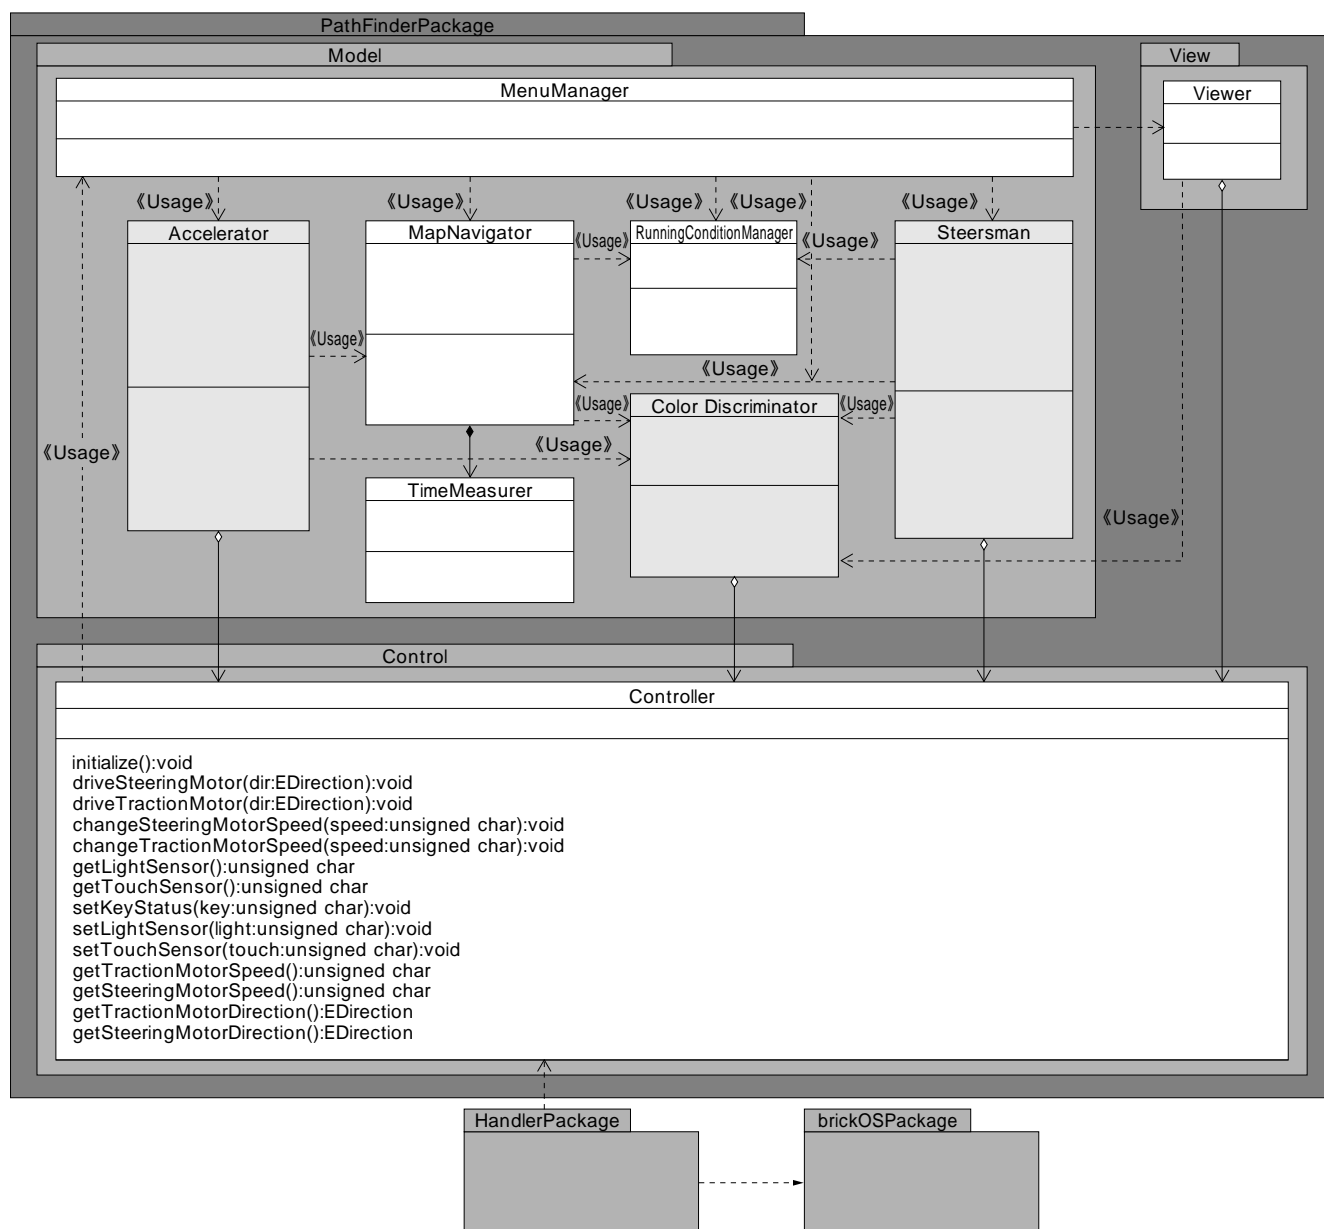 PathFinderPackage
Model
View
MenuManager
Viewer
《Usage》
《Usage》
《Usage》
《Usage》
《Usage》
Accelerator
MapNavigator
RunningConditionManager
Steersman
《Usage》
《Usage》
《Usage》
《Usage》
Color Discriminator
《Usage》
《Usage》
《Usage》
《Usage》
TimeMeasurer
《Usage》
Control
Controller
initialize():void
driveSteeringMotor(dir:EDirection):void
driveTractionMotor(dir:EDirection):void
changeSteeringMotorSpeed(speed:unsigned char):void
changeTractionMotorSpeed(speed:unsigned char):void
getLightSensor():unsigned char
getTouchSensor():unsigned char
setKeyStatus(key:unsigned char):void
setLightSensor(light:unsigned char):void
setTouchSensor(touch:unsigned char):void
getTractionMotorSpeed():unsigned char
getSteeringMotorSpeed():unsigned char
getTractionMotorDirection():EDirection
getSteeringMotorDirection():EDirection
HandlerPackage
brickOSPackage